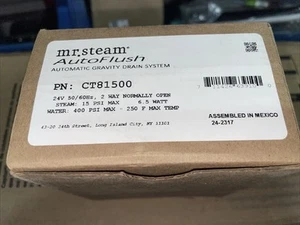 mr.steam®
AutoFlush
AUTOMATIC GRAVITY DRAIN SYSTEM
PN: CT81500
24V 50/60Hz, 2 WAY NORMALLY OPEN
STEAM: 15 PSI MAX 6.5 WATT
WATER: 400 PSI MAX - 250 F MAX TEMP
43-20 34th Street, Long Island City, NY 11101
ASSEMBLED IN MEXICO
24-2317